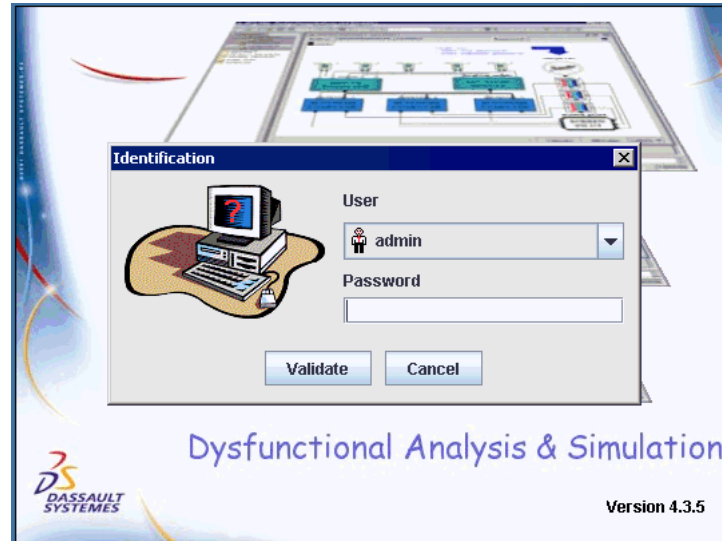 Identification
User
admin
Password
Validate
Cancel
Dysfunctional Analysis & Simulation
DASSAULT
SYSTEMES
Version 4.3.5